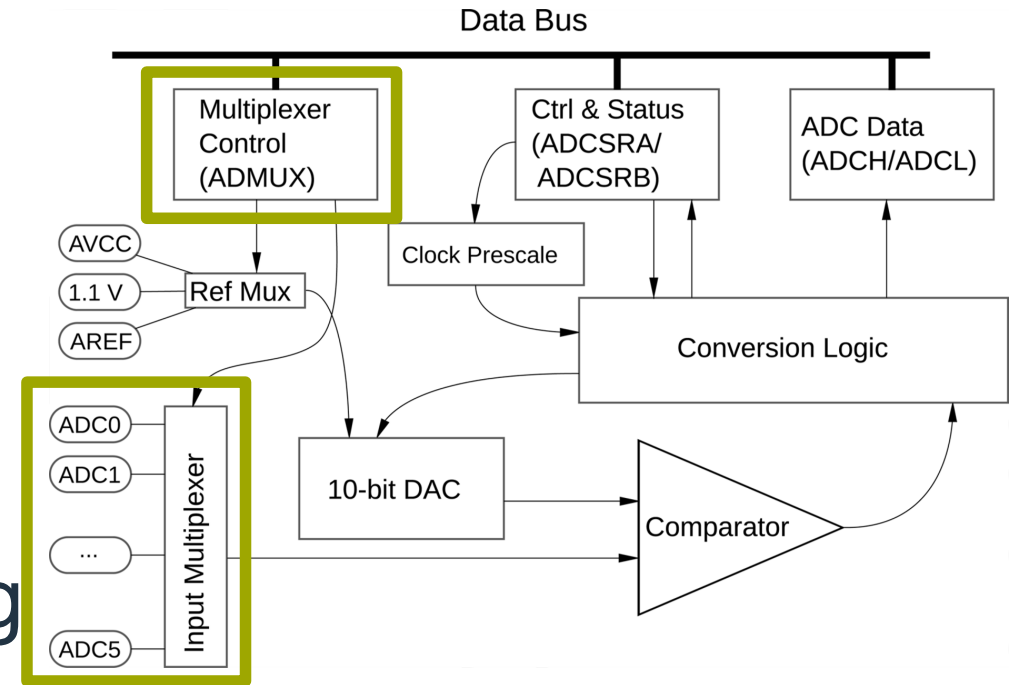 Data Bus
Multiplexer
Control
(ADMUX)
Ctrl & Status
(ADCSRA/
ADCSRB)
ADC Data
(ADCH/ADCL)
AVCC
1.1 V
AREF
Ref Mux
Clock Prescale
Conversion Logic
ADC0
ADC1
...
ADC5
Input Multiplexer
10-bit DAC
Comparator
g